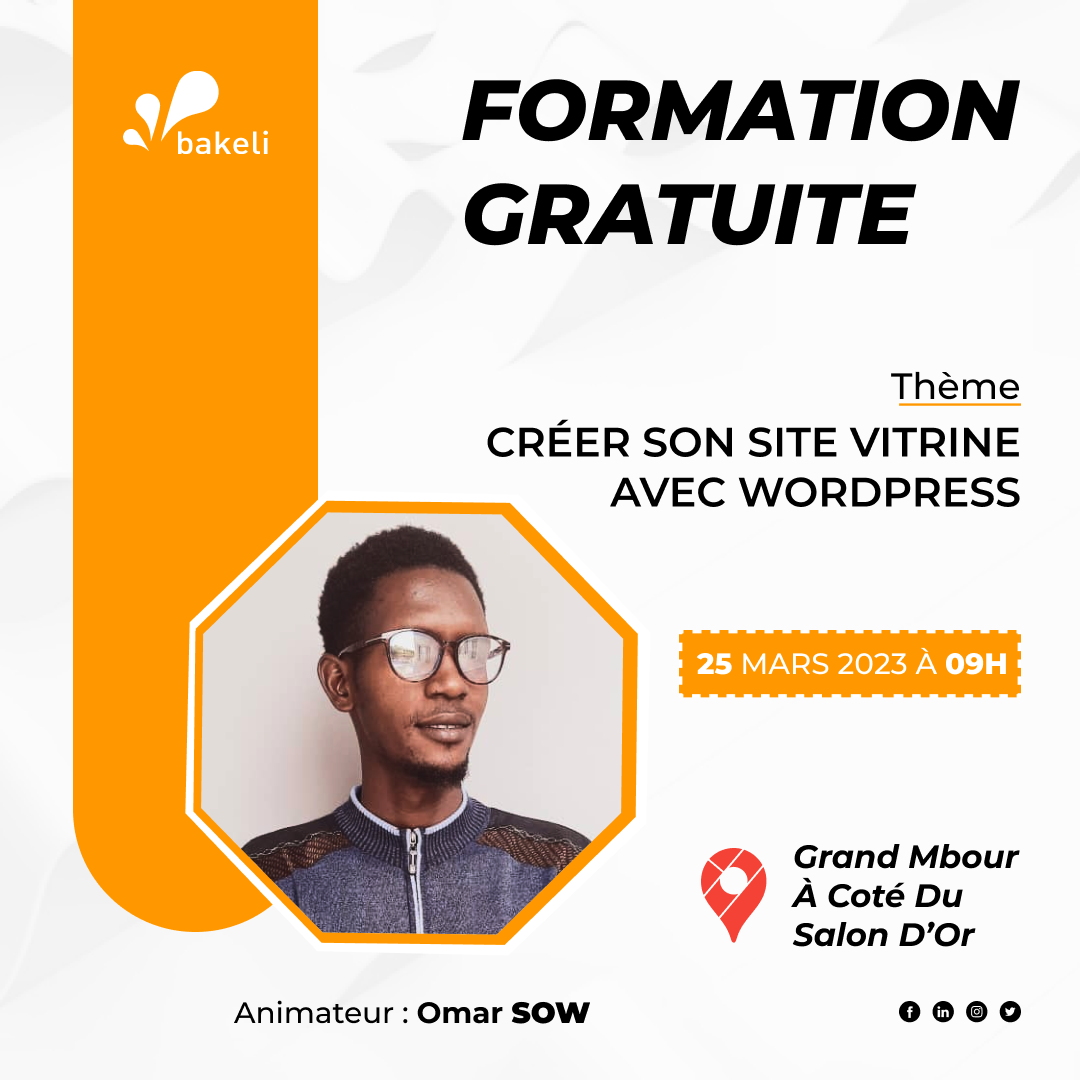 bakeli
FORMATION
GRATUITE
Thème
CRÉER SON SITE VITRINE
AVEC WORDPRESS
25 MARS 2023 À 09H
Grand Mbour
À Coté Du
Salon D’Or
Animateur : Omar SOW